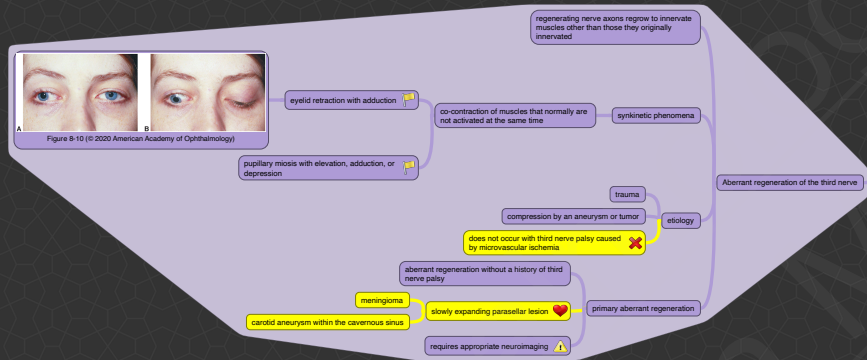 Aberrant regeneration of the third nerve
regenerating nerve axons regrow to innervate
muscles other than those they originally
innervated
synkinetic phenomena
co-contraction of muscles that normally are
not activated at the same time
eyelid retraction with adduction
A
B
Figure 8-10 (© 2020 American Academy of Ophthalmology)
pupillary miosis with elevation, adduction, or
depression
etiology
trauma
compression by an aneurysm or tumor
does not occur with third nerve palsy caused
by microvascular ischemia
primary aberrant regeneration
aberrant regeneration without a history of third
nerve palsy
slowly expanding parasellar lesion
meningioma
carotid aneurysm within the cavernous sinus
requires appropriate neuroimaging